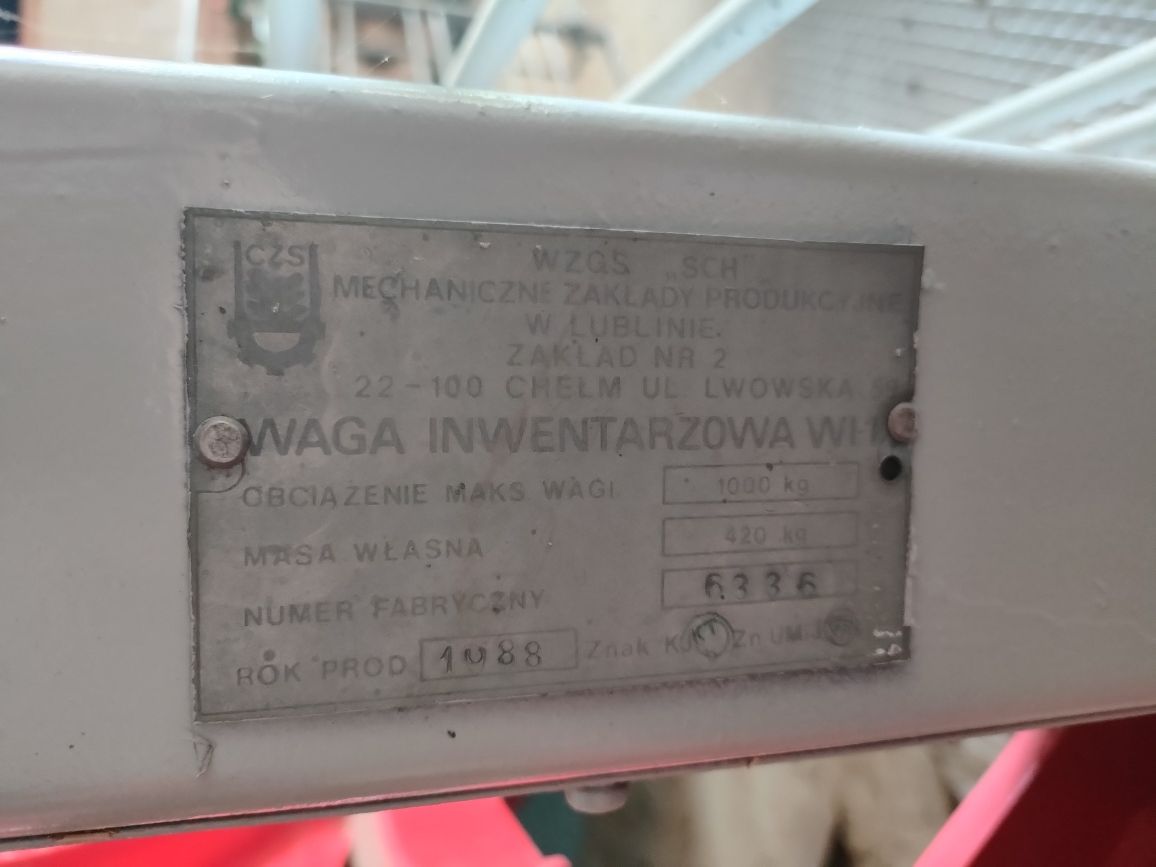 CZS
WZGS „SCH"
MECHANICZNE ZAKŁADY PRODUKCYJNE
W LUBLINIE.
ZAKŁAD NR 2
22-100 CHEŁM UL. LWOWSKA
WAGA INWENTARZOWA
OBCIĄŻENIE MAKS. WAGI 1000 kg
MASA WŁASNA 420 kg
NUMER FABRYCZNY 6336
ROK PROD. 1988 Znak Zn